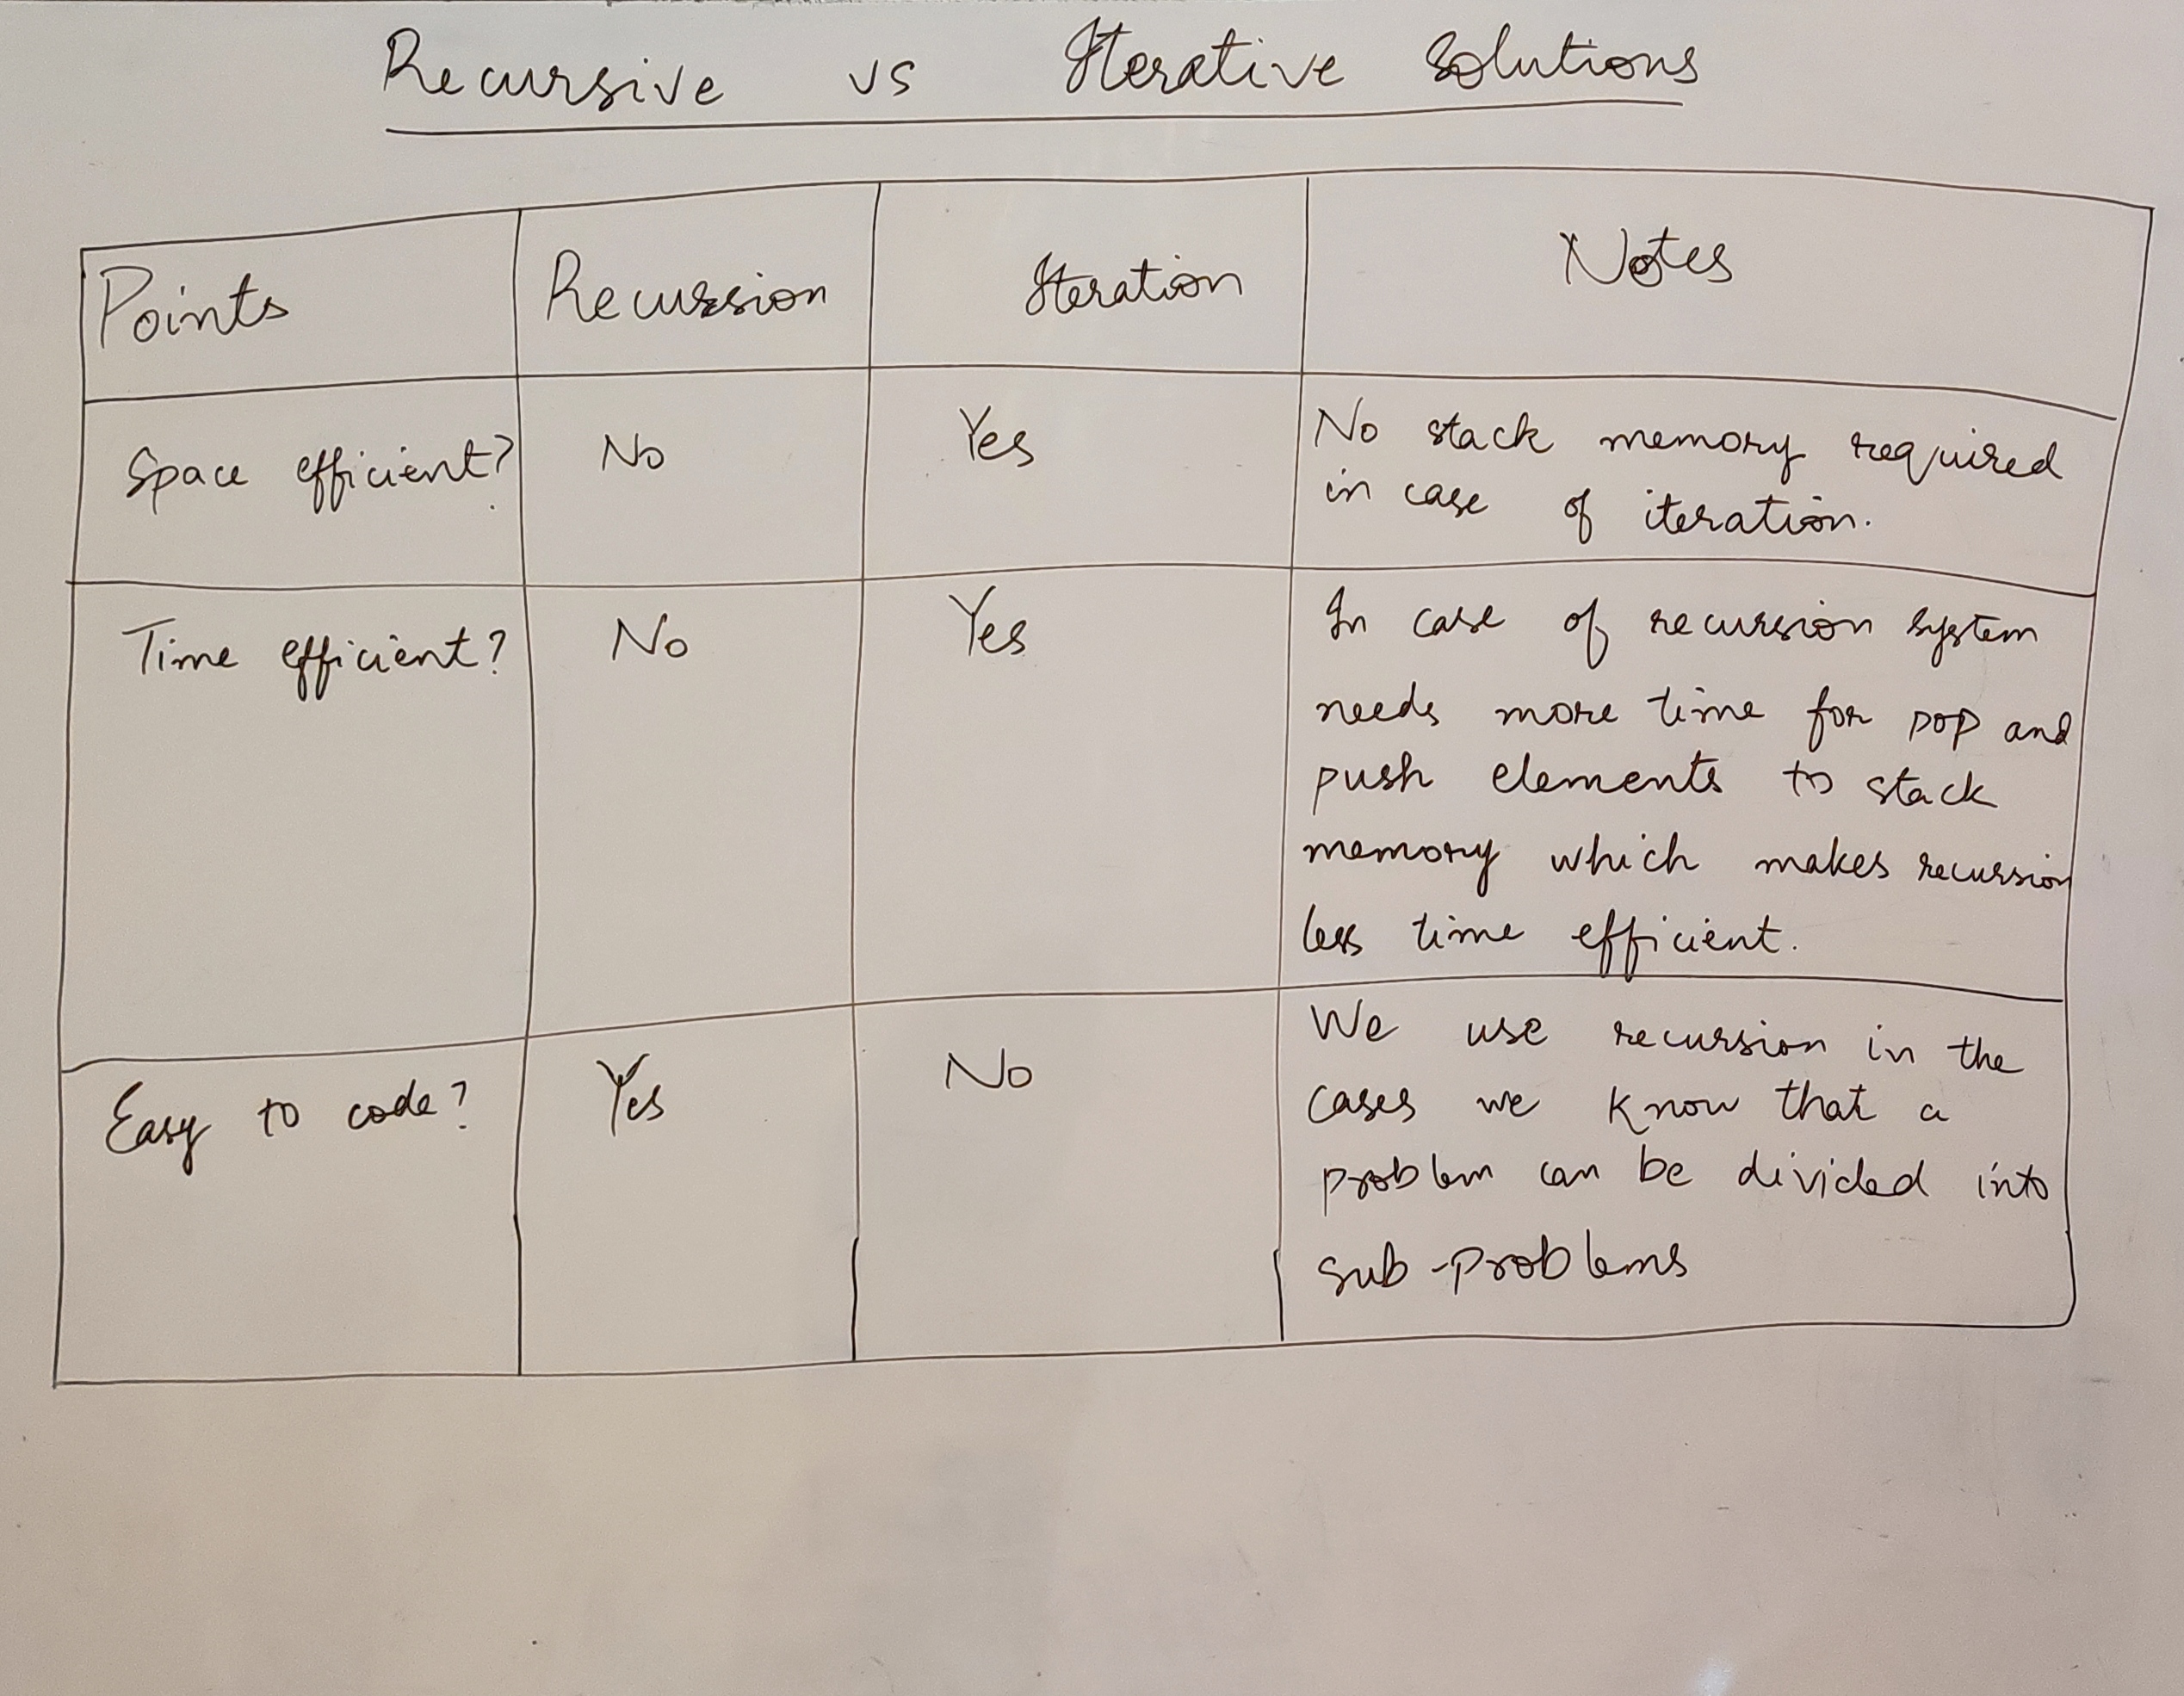 Recursive vs Iterative Solutions
Points Recursion Iteration Notes
Space efficient? No Yes No stack memory required
in case of iteration.
Time efficient? No Yes In case of recursion system
needs more time for pop and
push elements to stack
memory which makes recursion
less time efficient.
Easy to code? Yes No We use recursion in the
cases we know that a
problem can be divided into
sub-problems